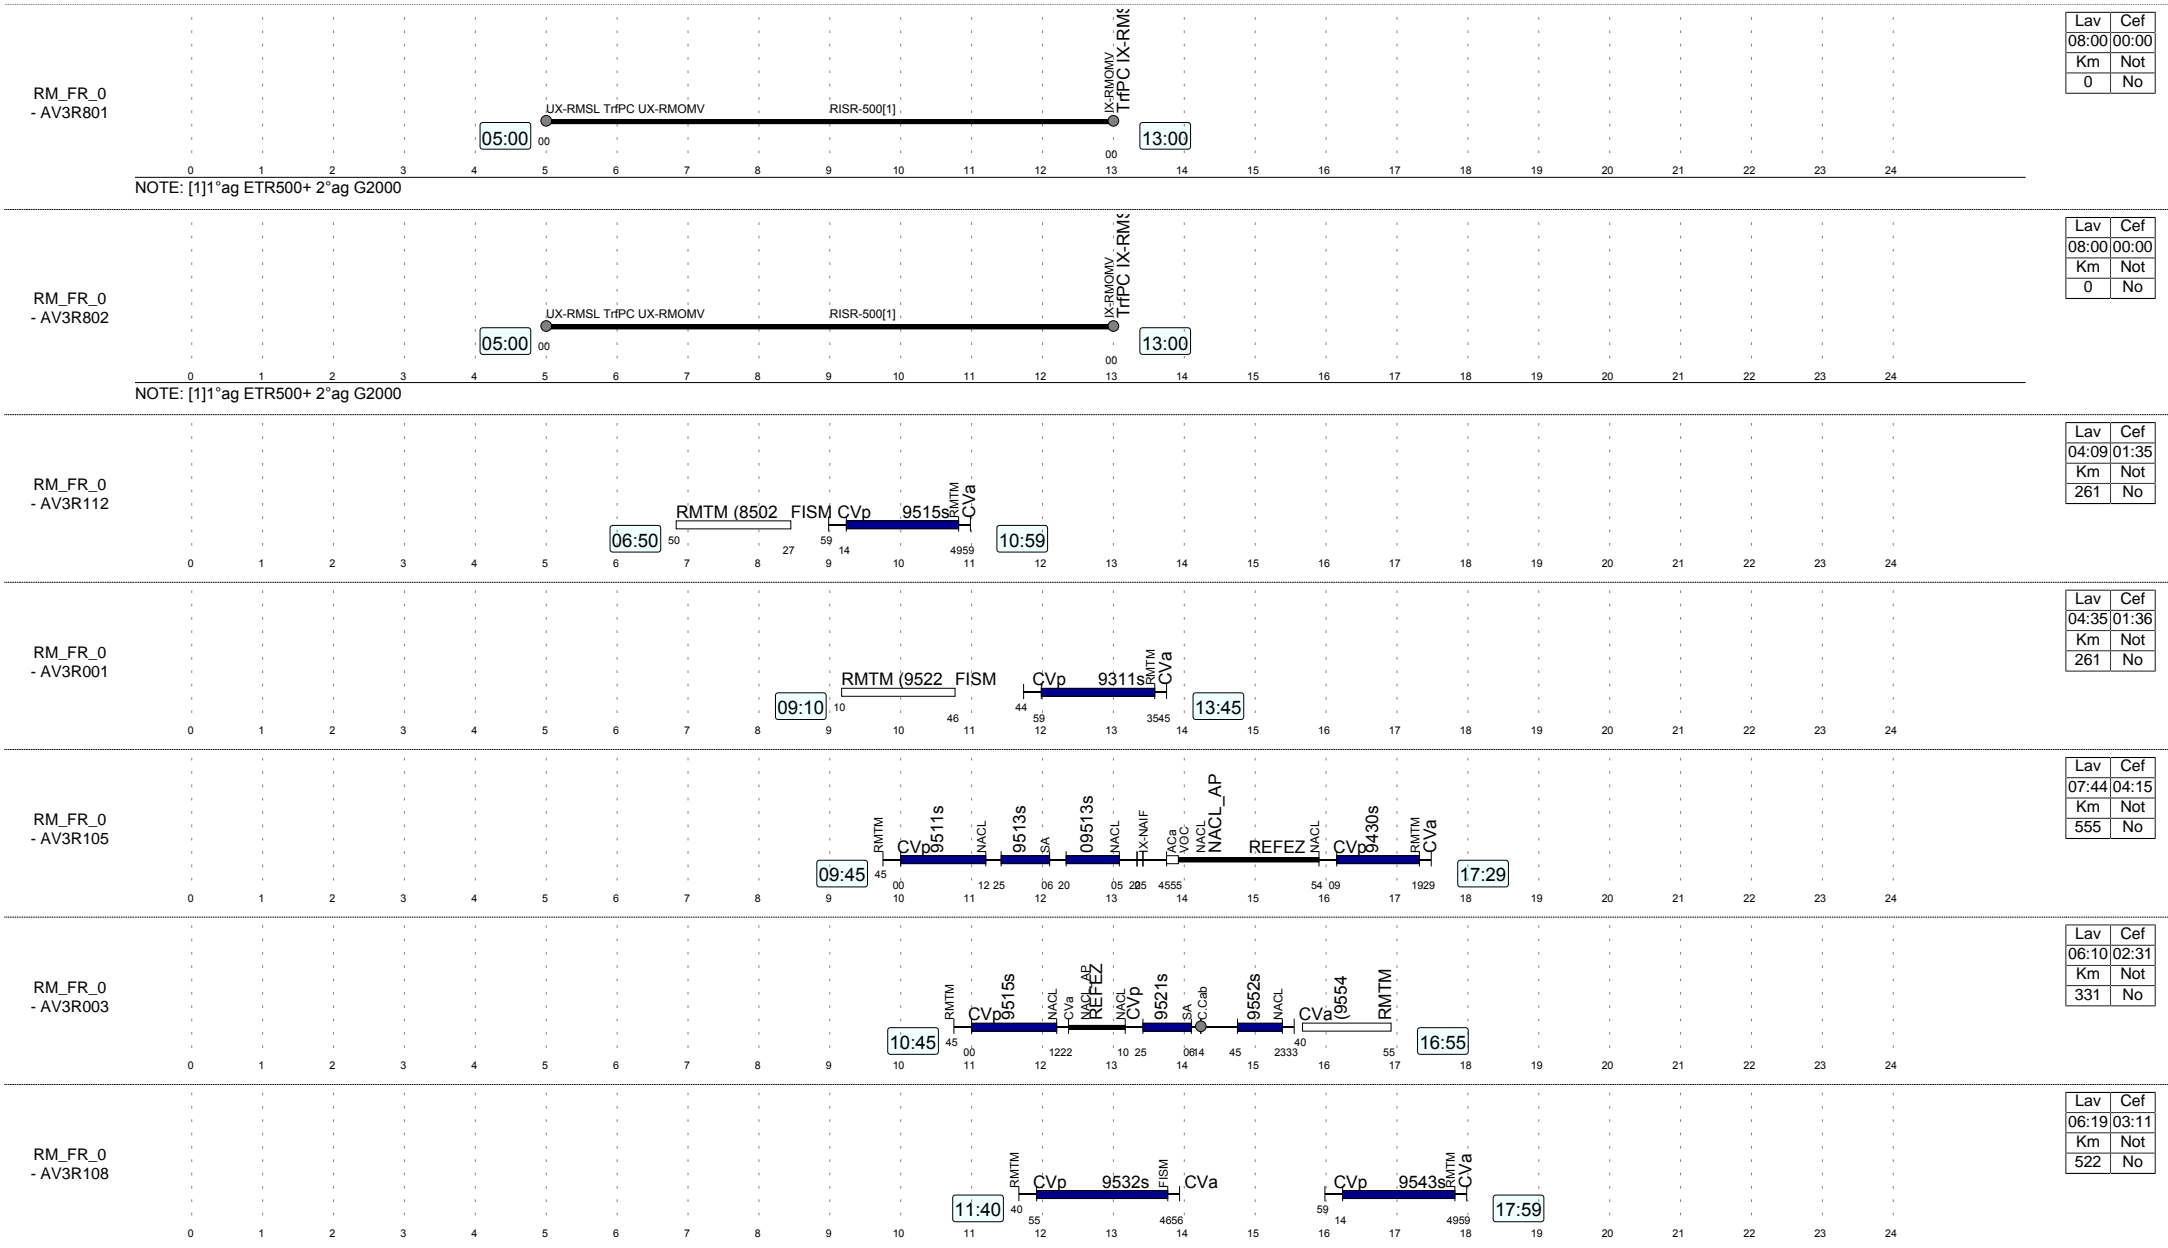 TrfPC IX-RMS
IX-RMOMV
Lav Cef
08:00 00:00
Km Not
0 No
RM_FR_0
- AV3R801
UX-RMSL TrfPC UX-RMOMV RISR-500[1]
05:00 00 00 13:00
0 1 2 3 4 5 6 7 8 9 10 11 12 13 14 15 16 17 18 19 20 21 22 23 24
NOTE: [1]1°ag ETR500+ 2°ag G2000
TrfPC IX-RMS
IX-RMOMV
Lav Cef
08:00 00:00
Km Not
0 No
RM_FR_0
- AV3R802
UX-RMSL TrfPC UX-RMOMV RISR-500[1]
05:00 00 00 13:00
0 1 2 3 4 5 6 7 8 9 10 11 12 13 14 15 16 17 18 19 20 21 22 23 24
NOTE: [1]1°ag ETR500+ 2°ag G2000
Lav Cef
04:09 01:35
Km Not
261 No
RM_FR_0
- AV3R112
RMTM (8502 FISM CVp 9515s RMTM CVa
06:50 50 27 59 14 4959 10:59
0 1 2 3 4 5 6 7 8 9 10 11 12 13 14 15 16 17 18 19 20 21 22 23 24
Lav Cef
04:35 01:36
Km Not
261 No
RM_FR_0
- AV3R001
RMTM (9522 FISM CVp 9311s RMTM CVa
09:10 10 46 44 59 3545 13:45
0 1 2 3 4 5 6 7 8 9 10 11 12 13 14 15 16 17 18 19 20 21 22 23 24
Lav Cef
07:44 04:15
Km Not
555 No
RM_FR_0
- AV3R105
RMTM CVp 9511s NACL 9513s SA 09513s NACL IX-NAIF ACa VOC NACL NACL_AP REFEZ NACL CVp 9430s RMTM CVa
09:45 45 00 12 25 06 20 05 20 25 4555 54 09 1929 17:29
0 1 2 3 4 5 6 7 8 9 10 11 12 13 14 15 16 17 18 19 20 21 22 23 24
Lav Cef
06:10 02:31
Km Not
331 No
RM_FR_0
- AV3R003
RMTM CVp 9515s NACL CVa NACL_AP REFEZ NACL CVp 9521s SA C.Cab 9552s NACL CVa (9554 RMTM
10:45 45 00 1222 10 25 0614 45 2333 40 55 16:55
0 1 2 3 4 5 6 7 8 9 10 11 12 13 14 15 16 17 18 19 20 21 22 23 24
Lav Cef
06:19 03:11
Km Not
522 No
RM_FR_0
- AV3R108
RMTM CVp 9532s FISM CVa CVp 9543s RMTM CVa
11:40 40 55 4656 59 14 4959 17:59
0 1 2 3 4 5 6 7 8 9 10 11 12 13 14 15 16 17 18 19 20 21 22 23 24